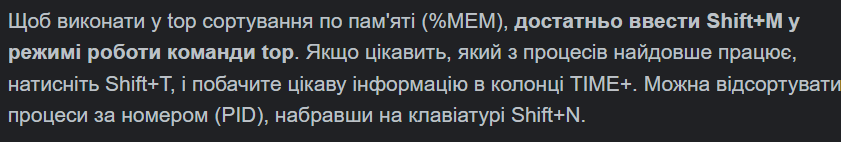 Щоб виконати у top сортування по пам'яті (%MEM), достатньо ввести Shift+M у
режимі роботи команди top. Якщо цікавить, який з процесів найдовше працює,
натисніть Shift+T, і побачите цікаву інформацію в колонці TIME+. Можна відсортувати
процеси за номером (PID), набравши на клавіатурі Shift+N.